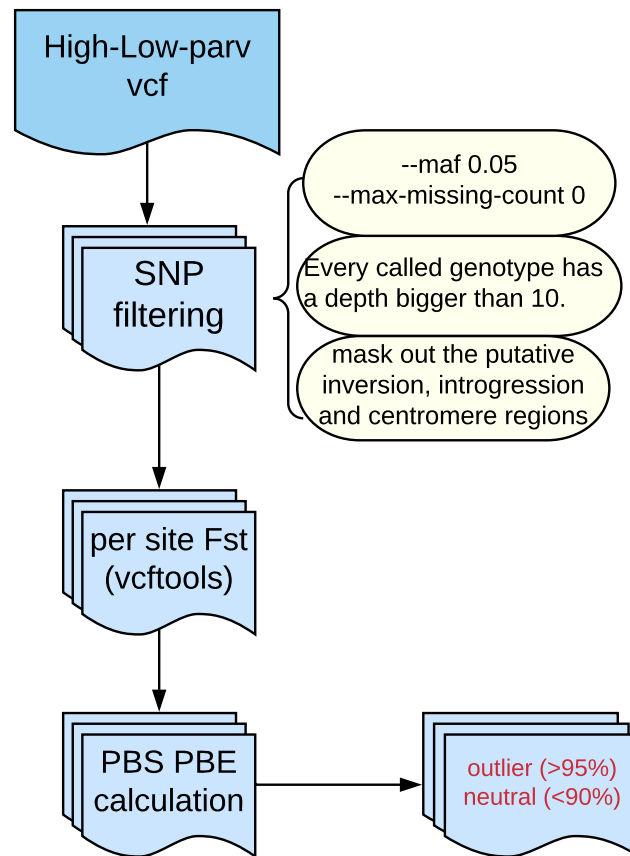 High-Low-parv
vcf
SNP
filtering
--maf 0.05
--max-missing-count 0
Every called genotype has
a depth bigger than 10.
mask out the putative
inversion, introgression
and centromere regions
per site Fst
(vcftools)
PBS PBE
calculation
outlier (>95%)
neutral (<90%)